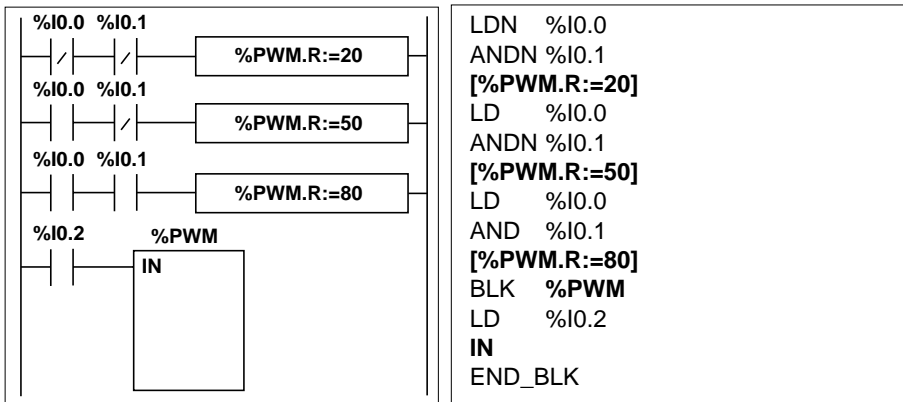 %I0.0 %I0.1
%PWM.R:=20
%I0.0 %I0.1
%PWM.R:=50
%I0.0 %I0.1
%PWM.R:=80
%I0.2 %PWM
IN
LDN %I0.0
ANDN %I0.1
[%PWM.R:=20]
LD %I0.0
ANDN %I0.1
[%PWM.R:=50]
LD %I0.0
AND %I0.1
[%PWM.R:=80]
BLK %PWM
LD %I0.2
IN
END_BLK